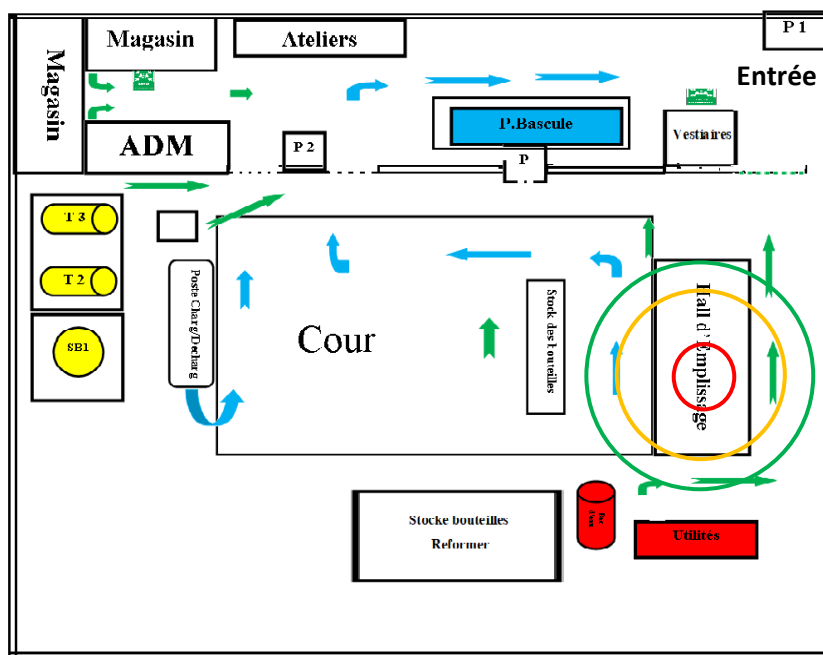 Magasin
Ateliers
P 1
Entrée
Magasin
P.Bascule
ADM
P 2
Vestiaires
P
T 3
T 2
SB1
Poste Charg/Decharg
Cour
Stock des bouteilles
Hall d'Emplissage
Stocke bouteilles
Reformer
Utilités